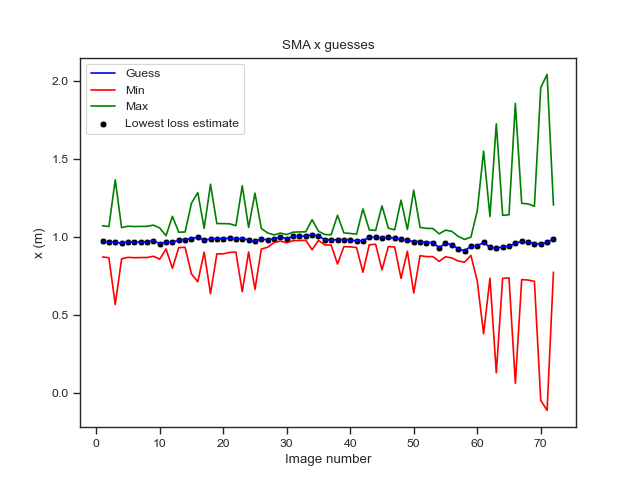 SMA x guesses
Guess
Min
Max
Lowest loss estimate
x (m)
2.0
1.5
1.0
0.5
0.0
0 10 20 30 40 50 60 70
Image number